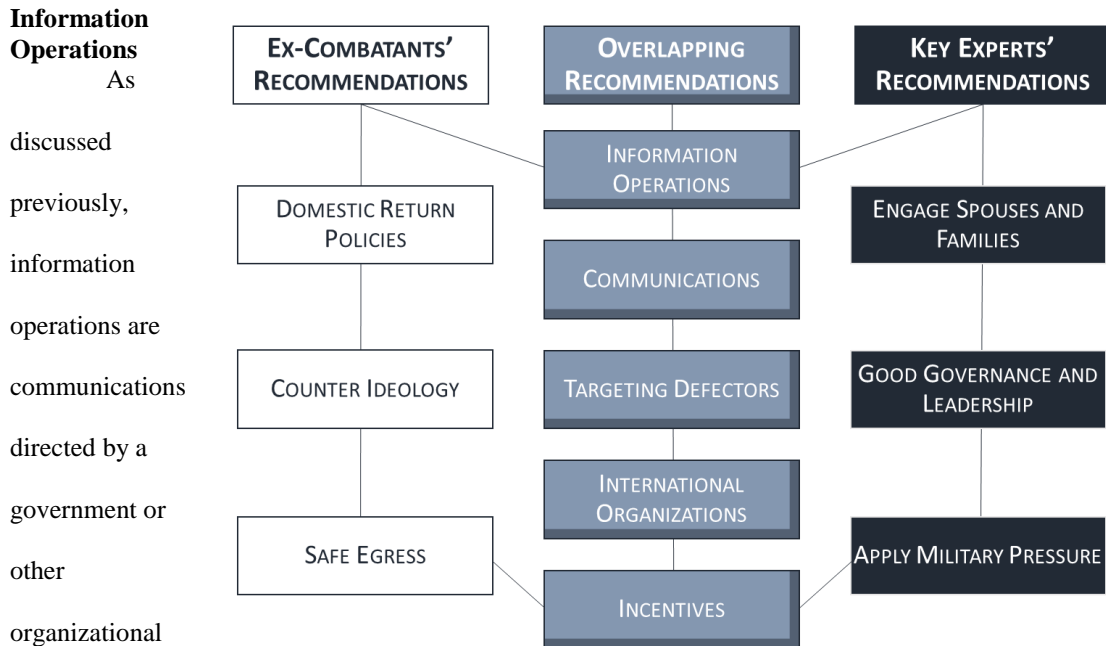 Information
Operations
As
discussed
previously,
information
operations are
communications
directed by a
government or
other
organizational
EX-COMBATANTS’
RECOMMENDATIONS
DOMESTIC RETURN
POLICIES
COUNTER IDEOLOGY
SAFE EGRESS
OVERLAPPING
RECOMMENDATIONS
INFORMATION
OPERATIONS
COMMUNICATIONS
TARGETING DEFECTORS
INTERNATIONAL
ORGANIZATIONS
INCENTIVES
KEY EXPERTS’
RECOMMENDATIONS
ENGAGE SPOUSES AND
FAMILIES
GOOD GOVERNANCE AND
LEADERSHIP
APPLY MILITARY PRESSURE